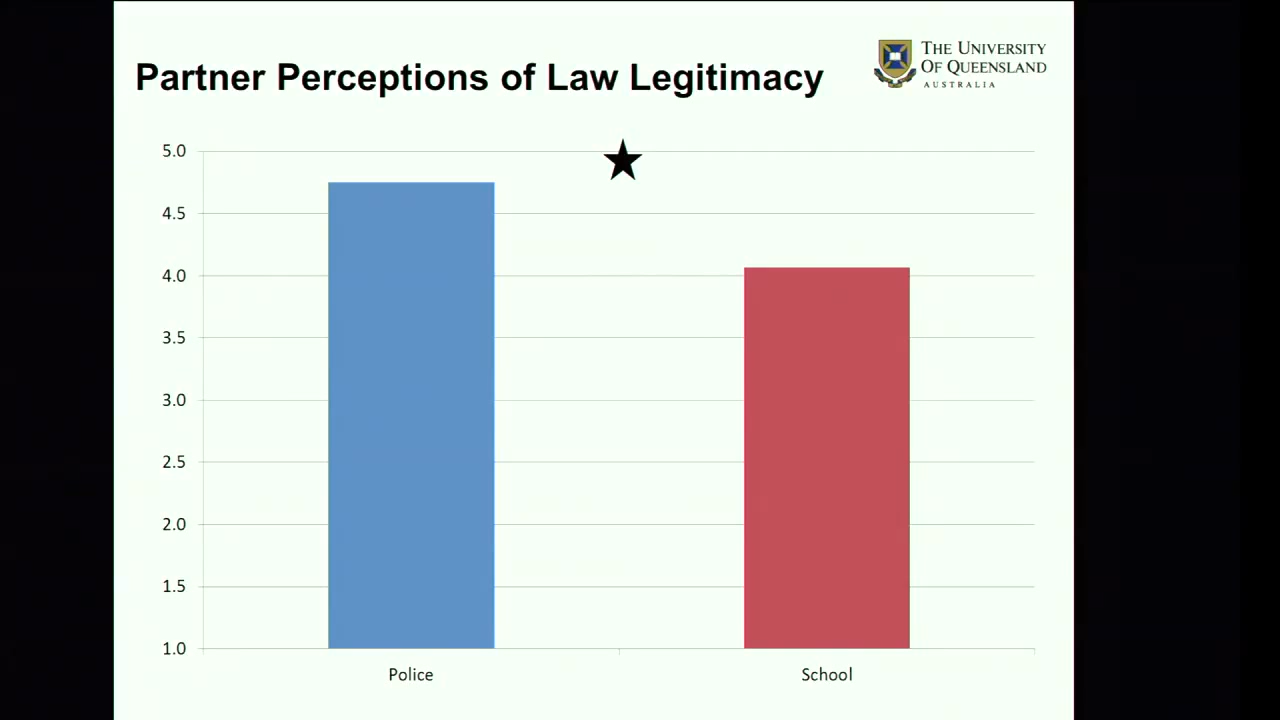 Partner Perceptions of Law Legitimacy
THE UNIVERSITY
OF QUEENSLAND
AUSTRALIA
5.0
4.5
4.0
3.5
3.0
2.5
2.0
1.5
1.0
Police
School